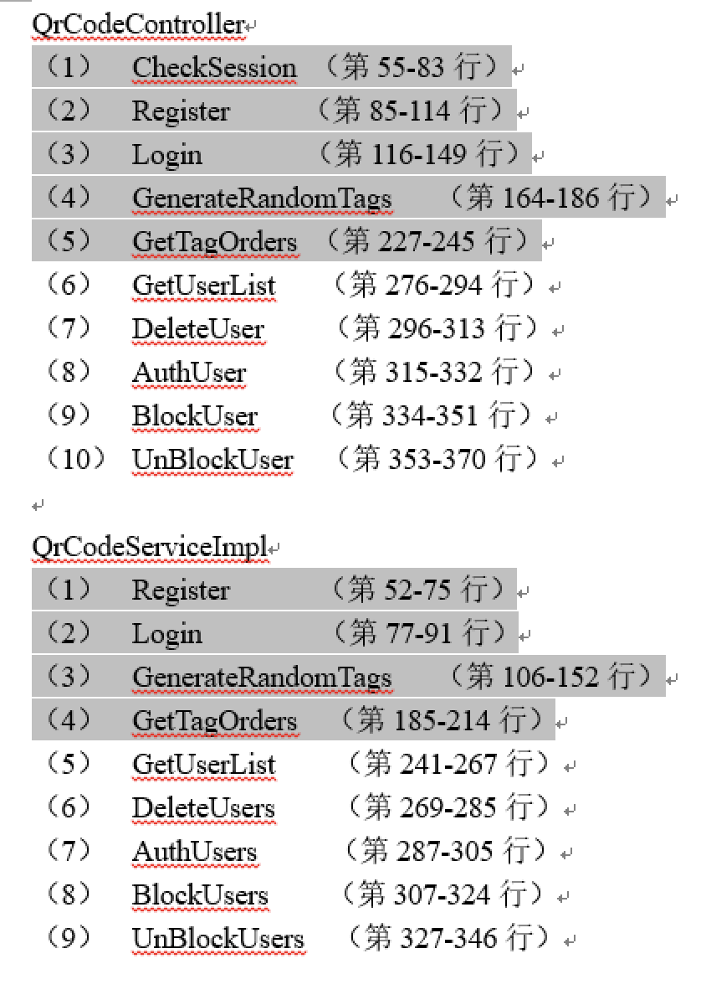 QrCodeController
（1） CheckSession （第 55-83 行）
（2） Register （第 85-114 行）
（3） Login （第 116-149 行）
（4） GenerateRandomTags （第 164-186 行）
（5） GetTagOrders （第 227-245 行）
（6） GetUserList （第 276-294 行）
（7） DeleteUser （第 296-313 行）
（8） AuthUser （第 315-332 行）
（9） BlockUser （第 334-351 行）
（10） UnBlockUser （第 353-370 行）
QrCodeServiceImpl
（1） Register （第 52-75 行）
（2） Login （第 77-91 行）
（3） GenerateRandomTags （第 106-152 行）
（4） GetTagOrders （第 185-214 行）
（5） GetUserList （第 241-267 行）
（6） DeleteUsers （第 269-285 行）
（7） AuthUsers （第 287-305 行）
（8） BlockUsers （第 307-324 行）
（9） UnBlockUsers （第 327-346 行）